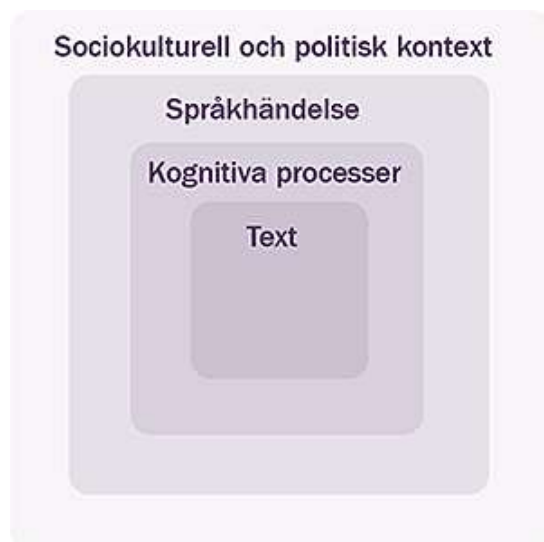 Sociokulturell och politisk kontext
Språkhändelse
Kognitiva processer
Text